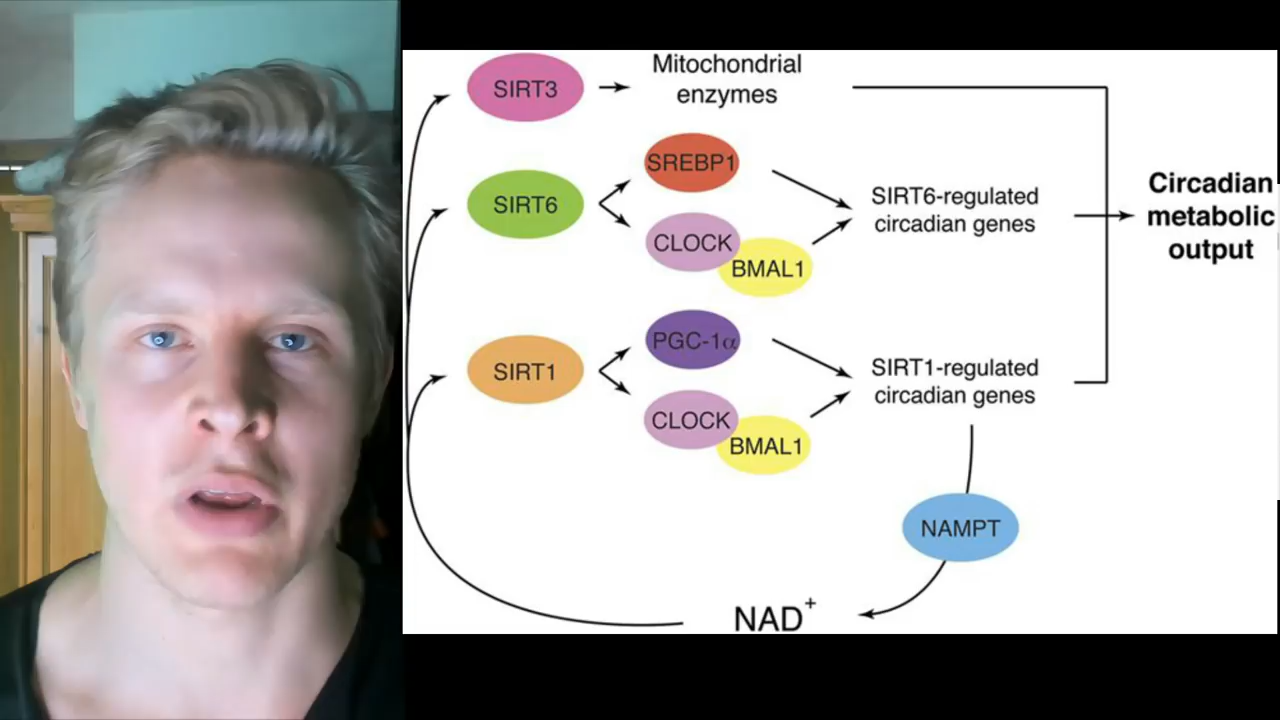 SIRT3
Mitochondrial
enzymes
SIRT6
SREBP1
CLOCK
BMAL1
SIRT6-regulated
circadian genes
Circadian
metabolic
output
SIRT1
PGC-1α
CLOCK
BMAL1
SIRT1-regulated
circadian genes
NAMPT
NAD+